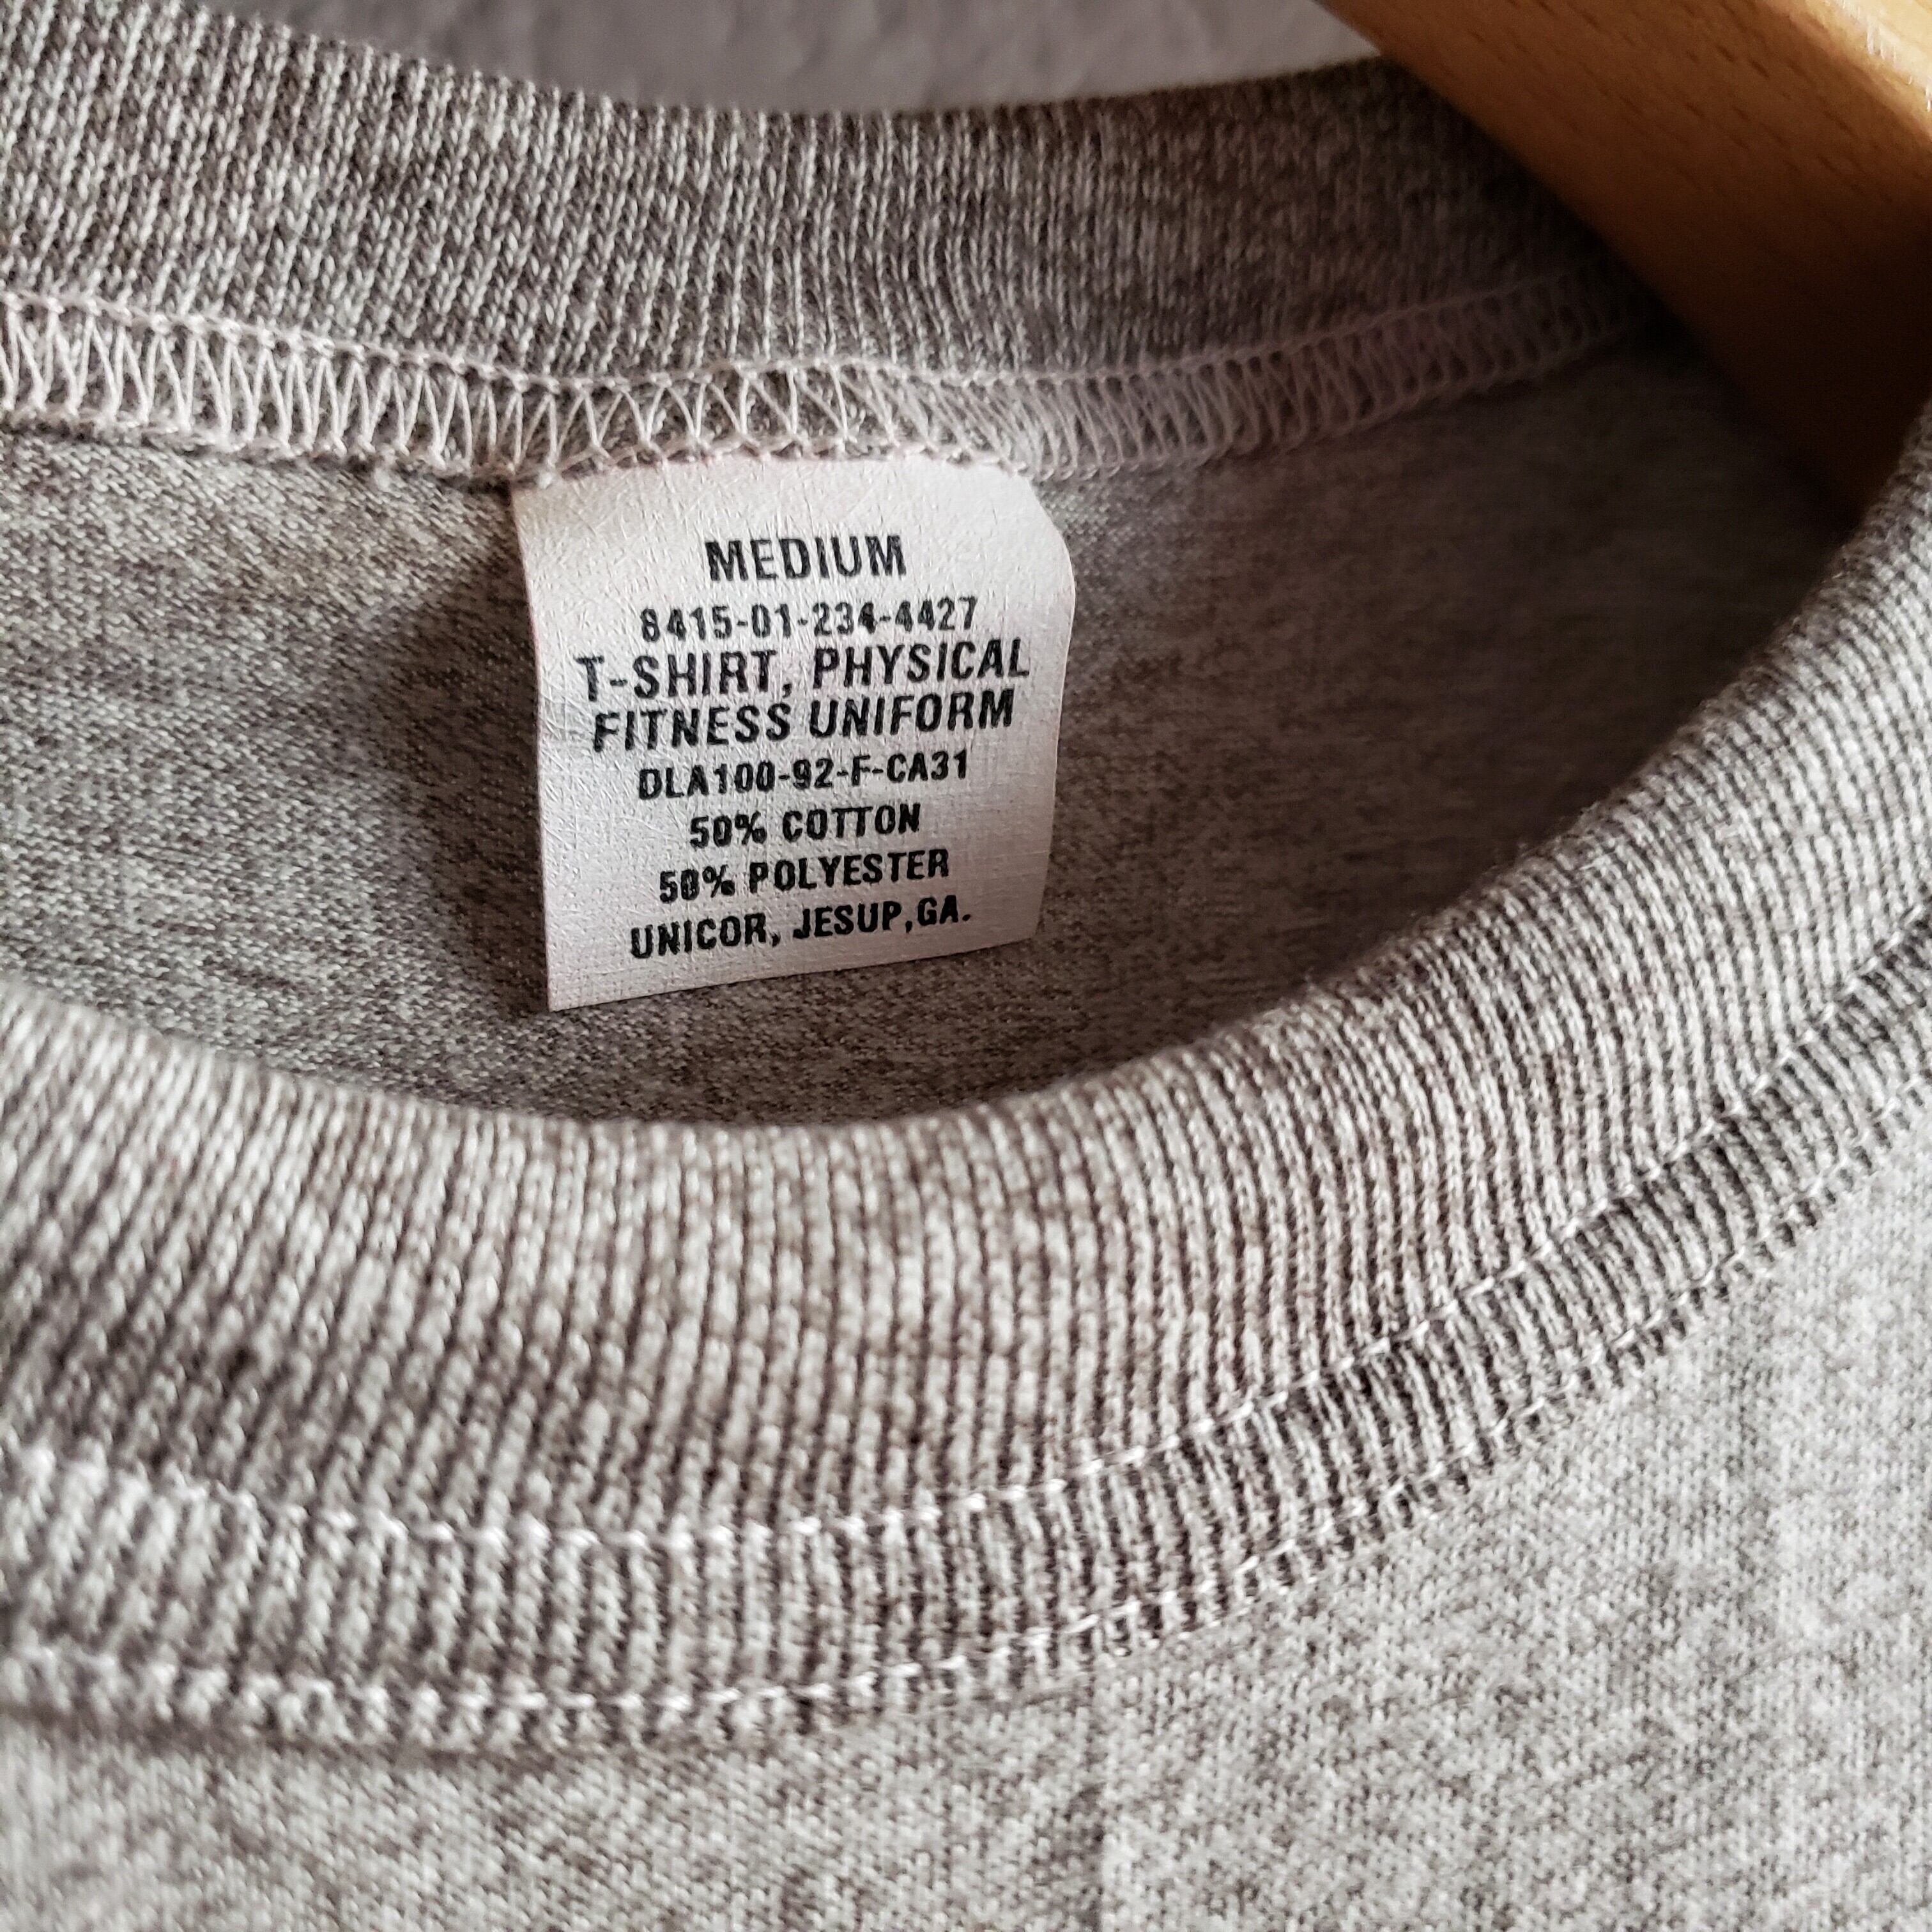 MEDIUM
8415-01-234-4427
T-SHIRT, PHYSICAL
FITNESS UNIFORM
DLA100-92-F-CA31
50% COTTON
50% POLYESTER
UNICOR, JESUP,GA.